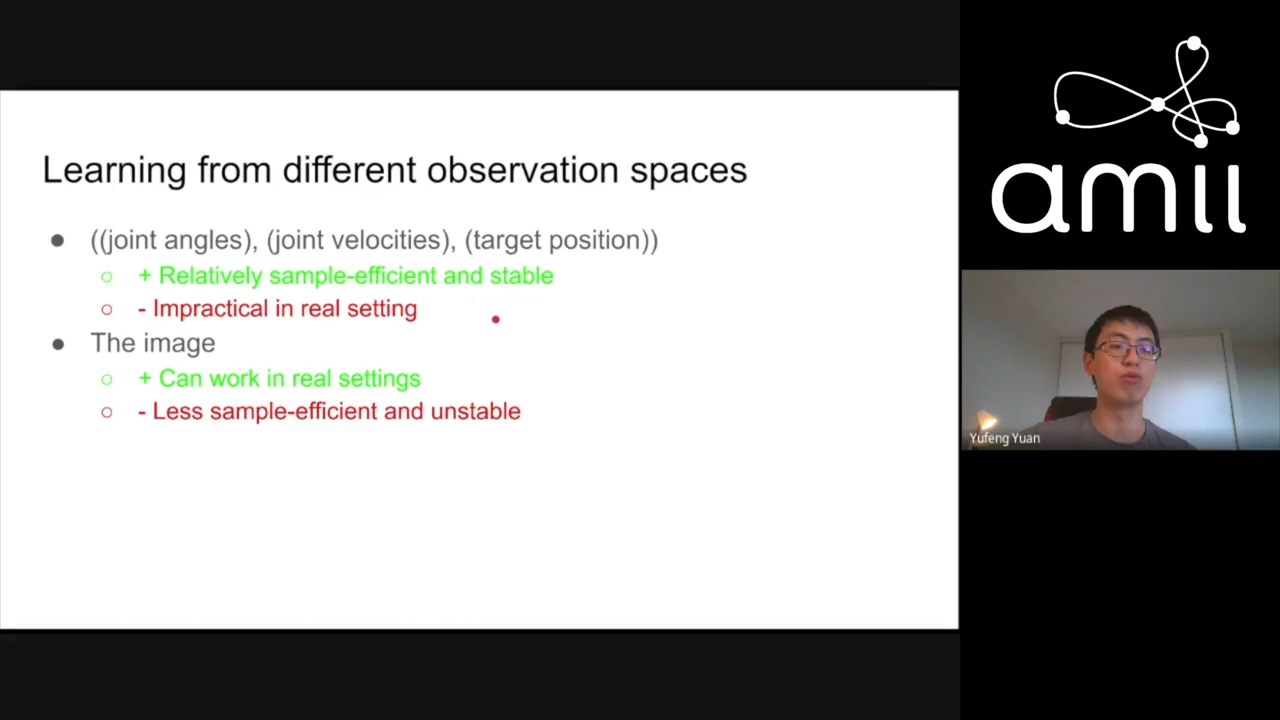 Learning from different observation spaces
● ((joint angles), (joint velocities), (target position))
○ + Relatively sample-efficient and stable
○ - Impractical in real setting
● The image
○ + Can work in real settings
○ - Less sample-efficient and unstable
amii
Yufeng Yuan